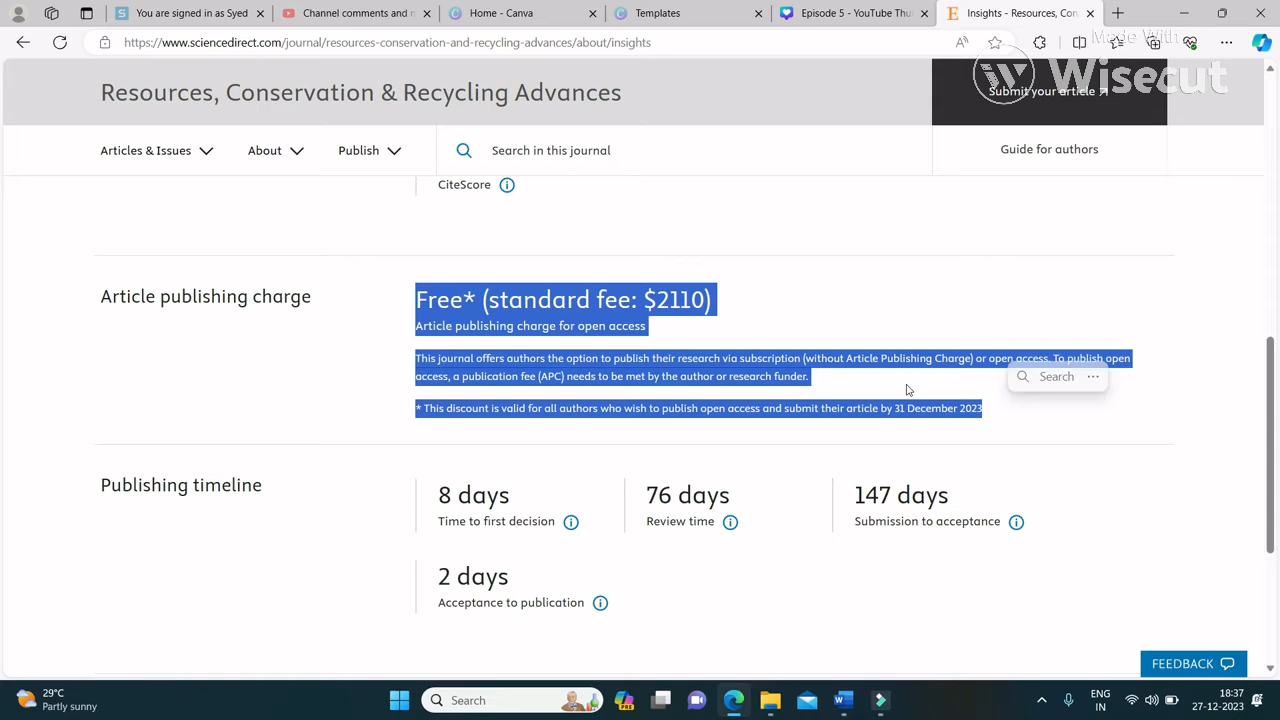 You are signed in as Sy
Channel comments and n
Home - Canva
Templates
Episode 5 - YouTube Thu
Insights - Resources, Con
https://www.sciencedirect.com/journal/resources-conservation-and-recycling-advances/about/insights
Made With
Wisecut
Resources, Conservation & Recycling Advances
Submit your article
Articles & Issues
About
Publish
Search in this journal
Guide for authors
CiteScore
Article publishing charge
Free* (standard fee: $2110)
Article publishing charge for open access
This journal offers authors the option to publish their research via subscription (without Article Publishing Charge) or open access. To publish open
access, a publication fee (APC) needs to be met by the author or research funder.
Search
* This discount is valid for all authors who wish to publish open access and submit their article by 31 December 2023
Publishing timeline
8 days
76 days
147 days
Time to first decision
Review time
Submission to acceptance
2 days
Acceptance to publication
FEEDBACK
29°C
Partly sunny
Search
ENG
IN
18:37
27-12-2023